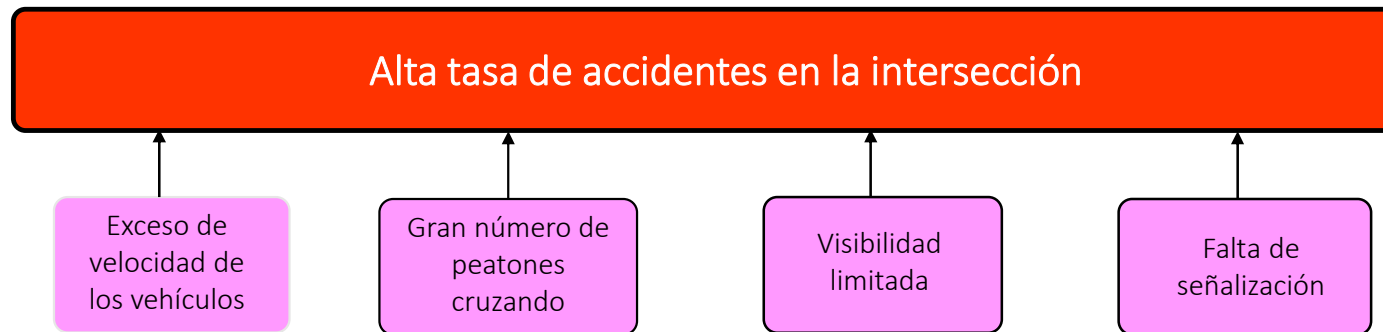 Alta tasa de accidentes en la intersección
Exceso de
velocidad de
los vehículos
Gran número de
peatones
cruzando
Visibilidad
limitada
Falta de
señalización